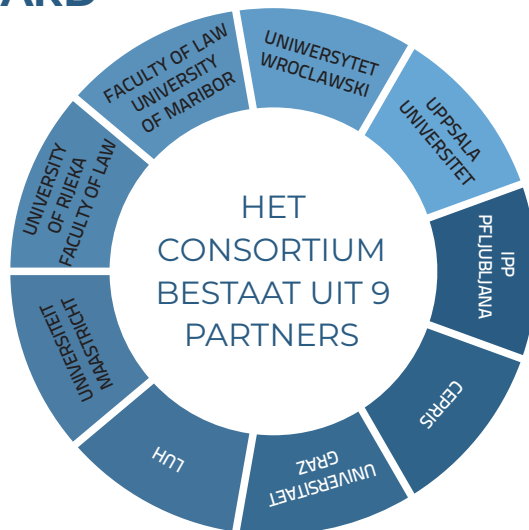 HET
CONSORTIUM
BESTAAT UIT 9
PARTNERS
UNIWERSYTET
WROCLAWSKI
UPPSALA
UNIVERSITET
IPP
PFLJUBLJANA
CEPRIS
UNIVERSITAET
GRAZ
LUH
UNIVERSITEIT
MAASTRICHT
UNIVERSITY
OF RIJEKA
FACULTY OF LAW
FACULTY OF LAW
UNIVERSITY
OF MARIBOR